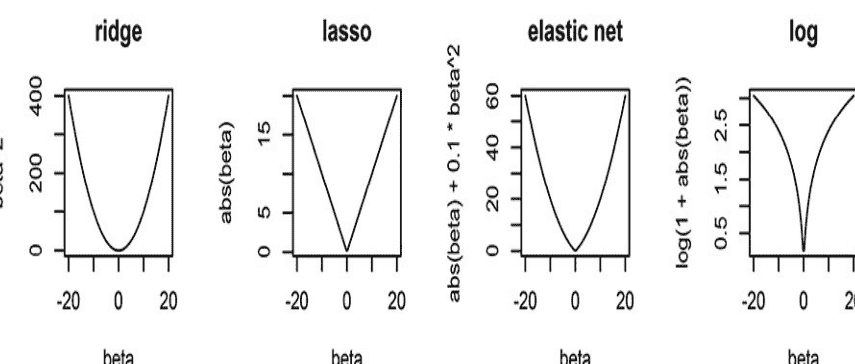 ridge
beta^2
400
200
0
-20 0 20
beta
lasso
abs(beta)
15
5
0
-20 0 20
beta
elastic net
abs(beta) + 0.1 * beta^2
60
40
20
0
-20 0 20
beta
log
log(1 + abs(beta))
2.5
1.5
0.5
-20 0 20
beta